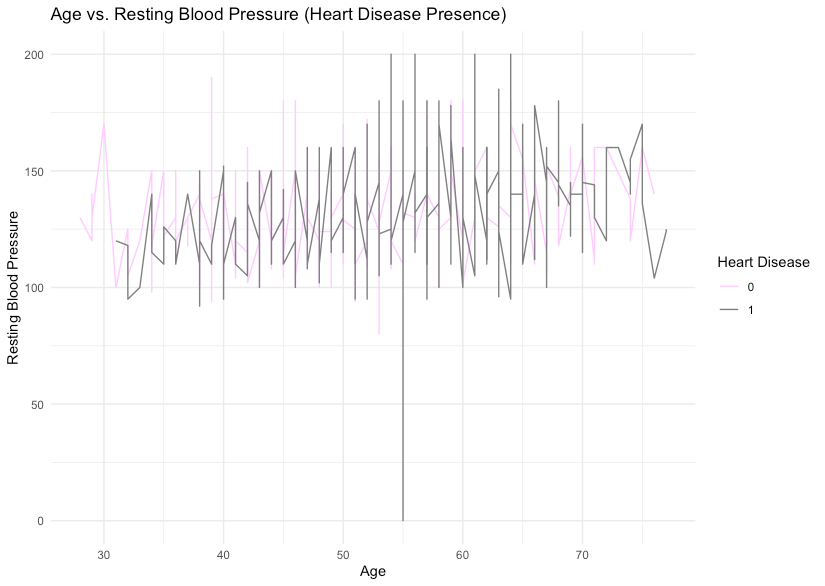 Age vs. Resting Blood Pressure (Heart Disease Presence)
200
150
100
50
0
Resting Blood Pressure
30 40 50 60 70
Age
Heart Disease
0
1